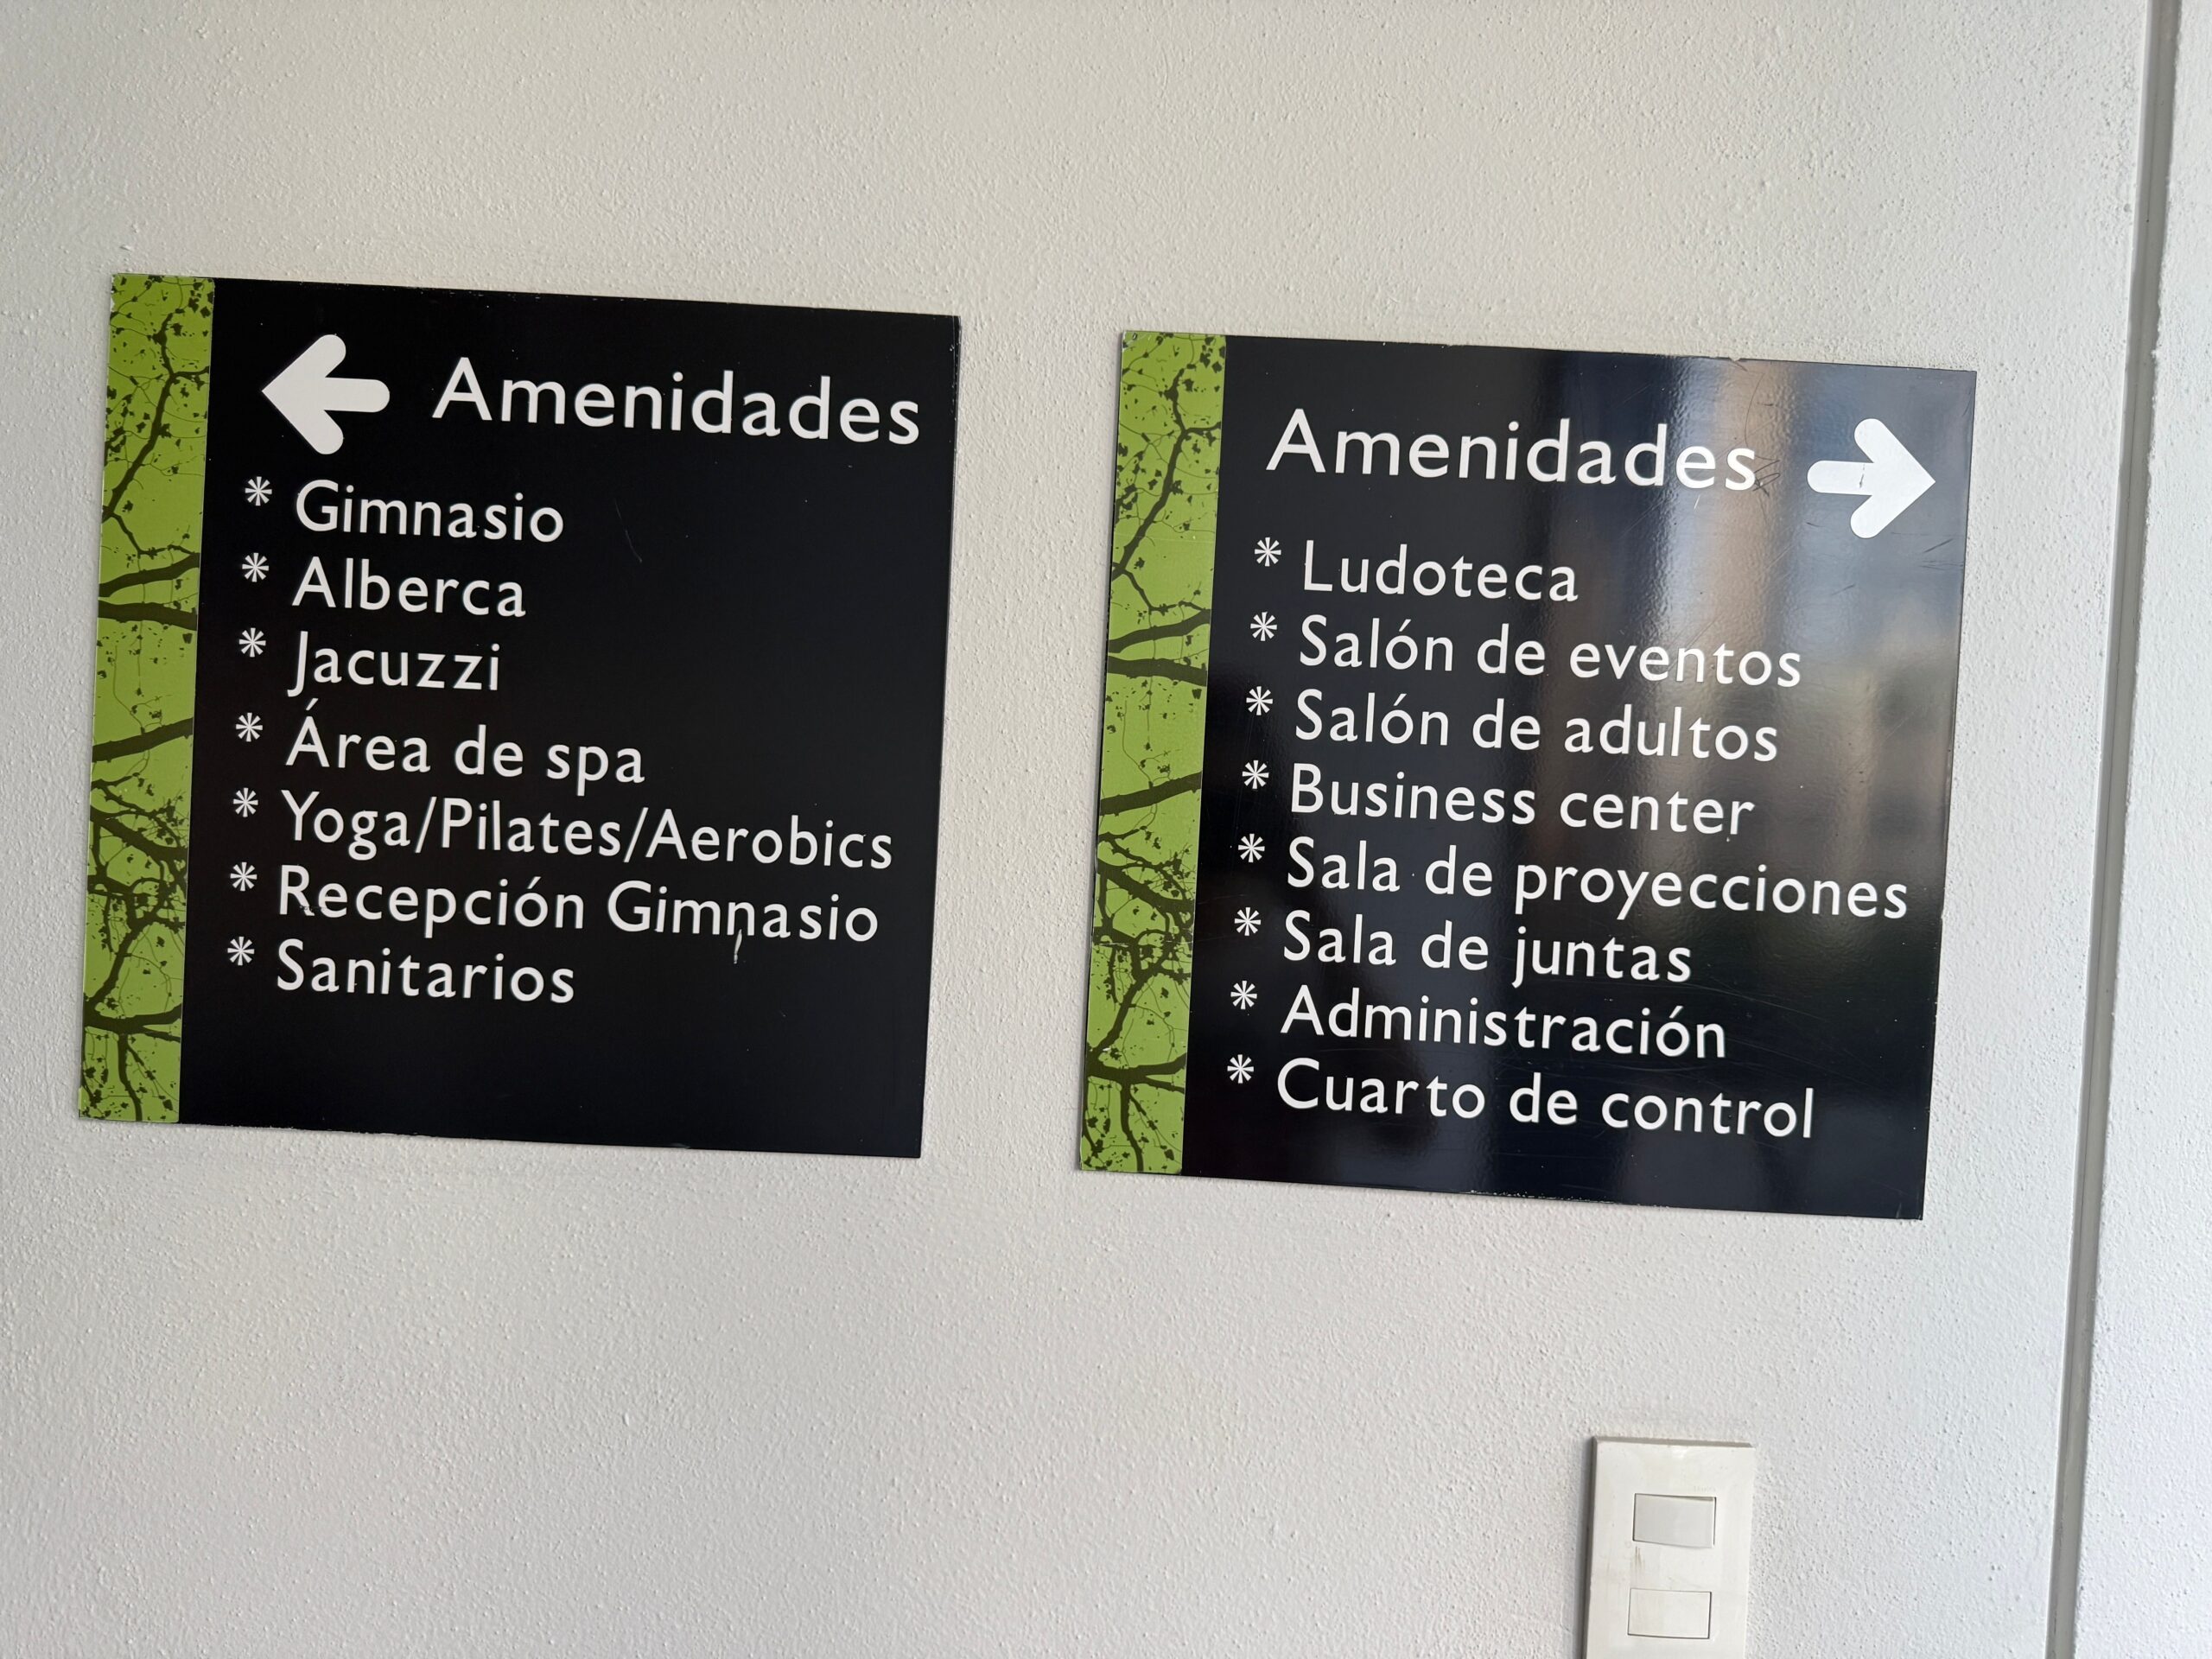 Amenidades
* Gimnasio
* Alberca
* Jacuzzi
* Área de spa
* Yoga/Pilates/Aerobics
* Recepción Gimnasio
* Sanitarios
Amenidades
* Ludoteca
* Salón de eventos
* Salón de adultos
* Business center
* Sala de proyecciones
* Sala de juntas
* Administración
* Cuarto de control